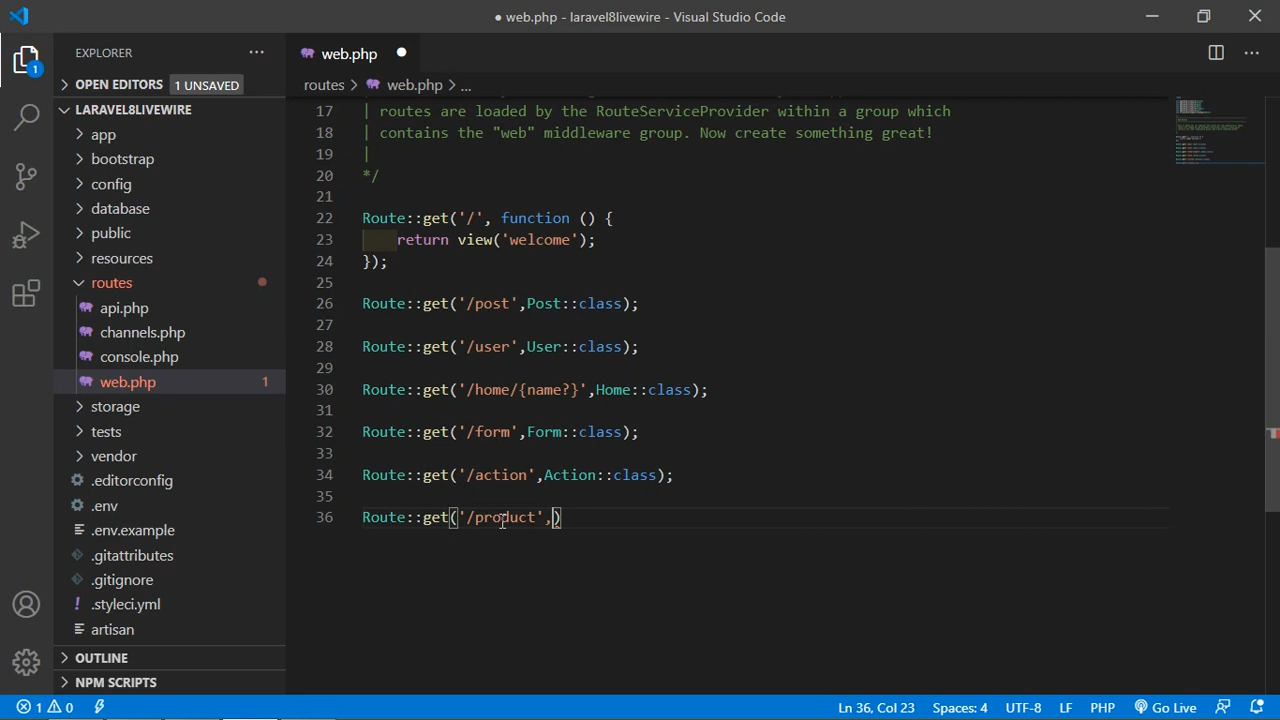 ● web.php - laravel8livewire - Visual Studio Code
EXPLORER
OPEN EDITORS 1 UNSAVED
LARAVEL8LIVEWIRE
app
bootstrap
config
database
public
resources
routes
api.php
channels.php
console.php
web.php 1
storage
tests
vendor
.editorconfig
.env
.env.example
.gitattributes
.gitignore
.styleci.yml
artisan
OUTLINE
NPM SCRIPTS
1
web.php
routes > web.php > ...
17 | routes are loaded by the RouteServiceProvider within a group which
18 | contains the "web" middleware group. Now create something great!
19 |
20 */
21
22 Route::get('/', function () {
23 return view('welcome');
24 });
25
26 Route::get('/post',Post::class);
27
28 Route::get('/user',User::class);
29
30 Route::get('/home/{name?}',Home::class);
31
32 Route::get('/form',Form::class);
33
34 Route::get('/action',Action::class);
35
36 Route::get('/product',)
1 0
Ln 36, Col 23 Spaces: 4 UTF-8 LF PHP Go Live